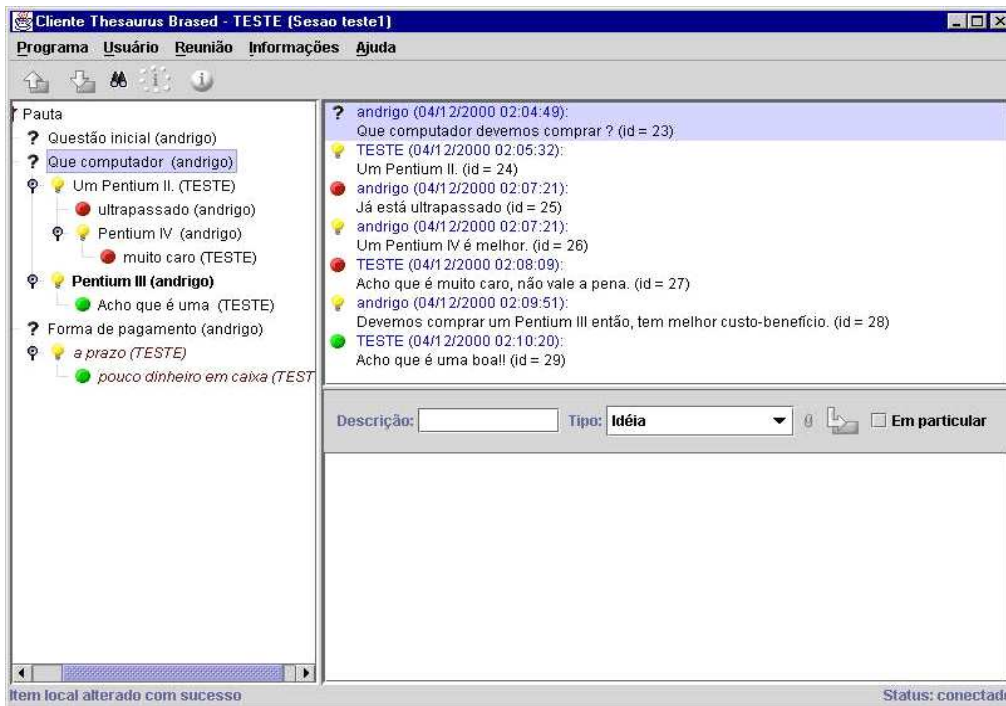 Cliente Thesaurus Brased - TESTE (Sesao teste1)
Programa Usuário Reunião Informações Ajuda
Pauta
? Questão inicial (andrigo)
? Que computador (andrigo)
Um Pentium II. (TESTE)
ultrapassado (andrigo)
Pentium IV (andrigo)
muito caro (TESTE)
Pentium III (andrigo)
Acho que é uma (TESTE)
? Forma de pagamento (andrigo)
a prazo (TESTE)
pouco dinheiro em caixa (TEST
? andrigo (04/12/2000 02:04:49):
Que computador devemos comprar ? (id = 23)
TESTE (04/12/2000 02:05:32):
Um Pentium II. (id = 24)
andrigo (04/12/2000 02:07:21):
Já está ultrapassado (id = 25)
andrigo (04/12/2000 02:07:21):
Um Pentium IV é melhor. (id = 26)
TESTE (04/12/2000 02:08:09):
Acho que é muito caro, não vale a pena. (id = 27)
andrigo (04/12/2000 02:09:51):
Devemos comprar um Pentium III então, tem melhor custo-benefício. (id = 28)
TESTE (04/12/2000 02:10:20):
Acho que é uma boa!! (id = 29)
Descrição: Tipo: Idéia Em particular
Item local alterado com sucesso
Status: conectado